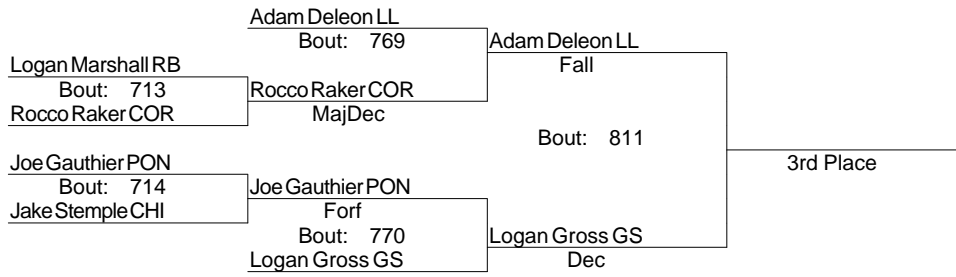 Adam Deleon LL
Bout: 769
Adam Deleon LL
Fall
Logan Marshall RB
Bout: 713
Rocco Raker COR
Rocco Raker COR
MajDec
Bout: 811
3rd Place
Joe Gauthier PON
Bout: 714
Jake Stemple CHI
Joe Gauthier PON
Forf
Bout: 770
Logan Gross GS
Logan Gross GS
Dec